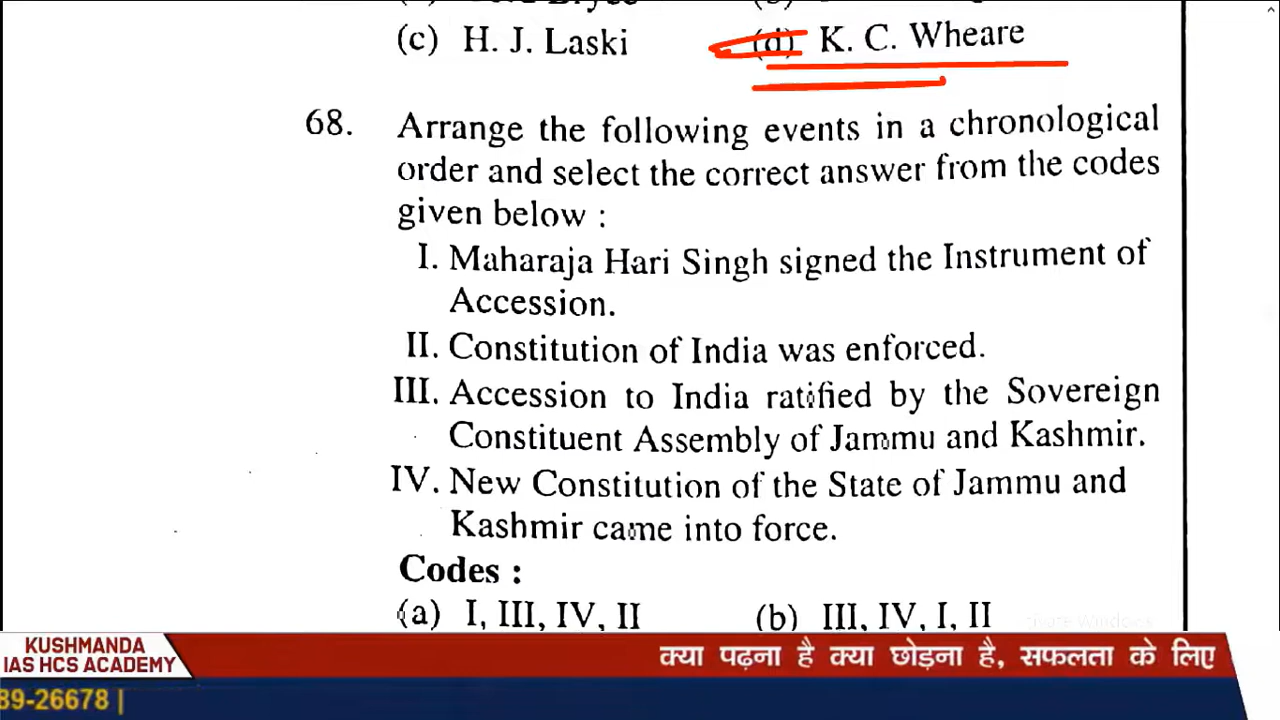 (c) H. J. Laski (d) K. C. Wheare
68. Arrange the following events in a chronological
order and select the correct answer from the codes
given below :
I. Maharaja Hari Singh signed the Instrument of
Accession.
II. Constitution of India was enforced.
III. Accession to India ratified by the Sovereign
Constituent Assembly of Jammu and Kashmir.
IV. New Constitution of the State of Jammu and
Kashmir came into force.
Codes :
(a) I, III, IV, II (b) III, IV, I, II
KUSHMANDA
IAS HCS ACADEMY
क्या पढ़ना है क्या छोड़ना है, सफलता के लिए
89-26678 |